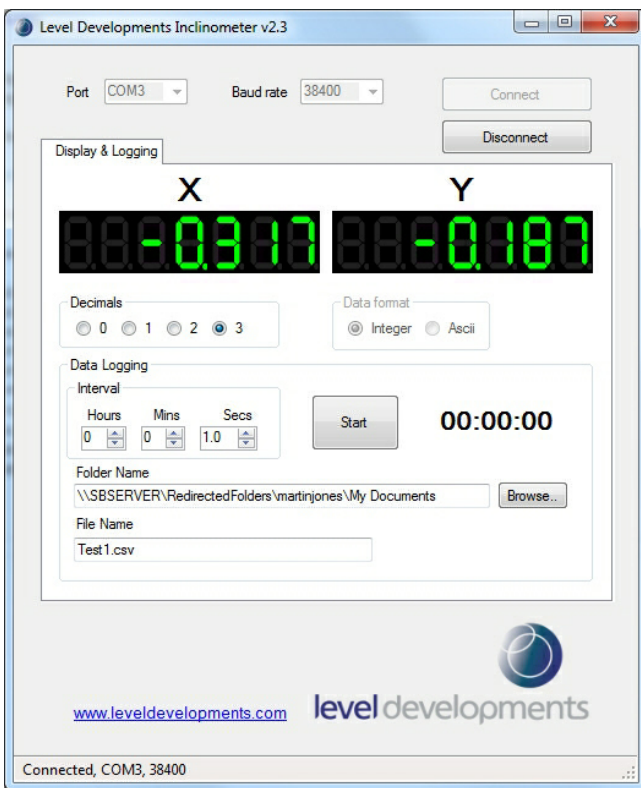 Level Developments Inclinometer v2.3
Port COM3 Baud rate 38400 Connect
Disconnect
Display & Logging
X Y
-0.317 -0.187
Decimals Data format
0 1 2 3 Integer Ascii
Data Logging
Interval
Hours Mins Secs
0 0 1.0 Start 00:00:00
Folder Name
\\SBSERVER\RedirectedFolders\martinjones\My Documents Browse..
File Name
Test1.csv
www.leveldevelopments.com leveldevelopments
Connected, COM3, 38400